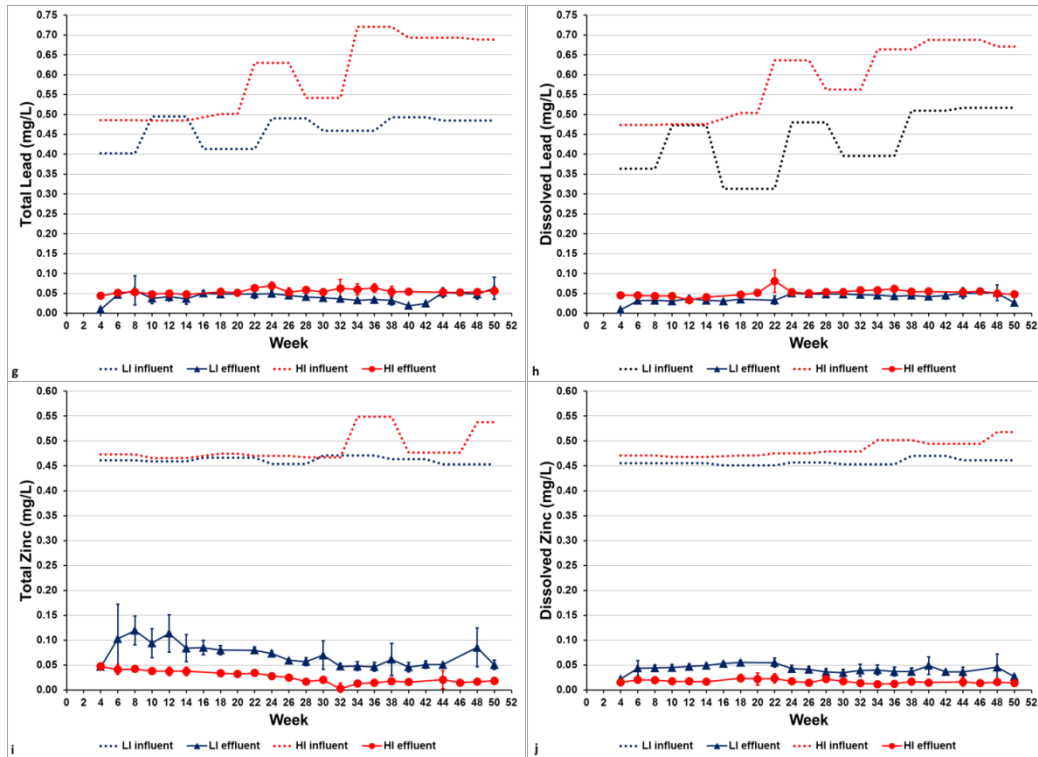 Total Lead (mg/L)
0.75
0.70
0.65
0.60
0.55
0.50
0.45
0.40
0.35
0.30
0.25
0.20
0.15
0.10
0.05
0.00
0 2 4 6 8 10 12 14 16 18 20 22 24 26 28 30 32 34 36 38 40 42 44 46 48 50 52
Week
LI influent LI effluent HI influent HI effluent
g
Dissolved Lead (mg/L)
0.75
0.70
0.65
0.60
0.55
0.50
0.45
0.40
0.35
0.30
0.25
0.20
0.15
0.10
0.05
0.00
0 2 4 6 8 10 12 14 16 18 20 22 24 26 28 30 32 34 36 38 40 42 44 46 48 50 52
Week
LI influent LI effluent HI influent HI effluent
h
Total Zinc (mg/L)
0.60
0.55
0.50
0.45
0.40
0.35
0.30
0.25
0.20
0.15
0.10
0.05
0.00
0 2 4 6 8 10 12 14 16 18 20 22 24 26 28 30 32 34 36 38 40 42 44 46 48 50 52
Week
LI influent LI effluent HI influent HI effluent
i
Dissolved Zinc (mg/L)
0.60
0.55
0.50
0.45
0.40
0.35
0.30
0.25
0.20
0.15
0.10
0.05
0.00
0 2 4 6 8 10 12 14 16 18 20 22 24 26 28 30 32 34 36 38 40 42 44 46 48 50 52
Week
LI influent LI effluent HI influent HI effluent
j